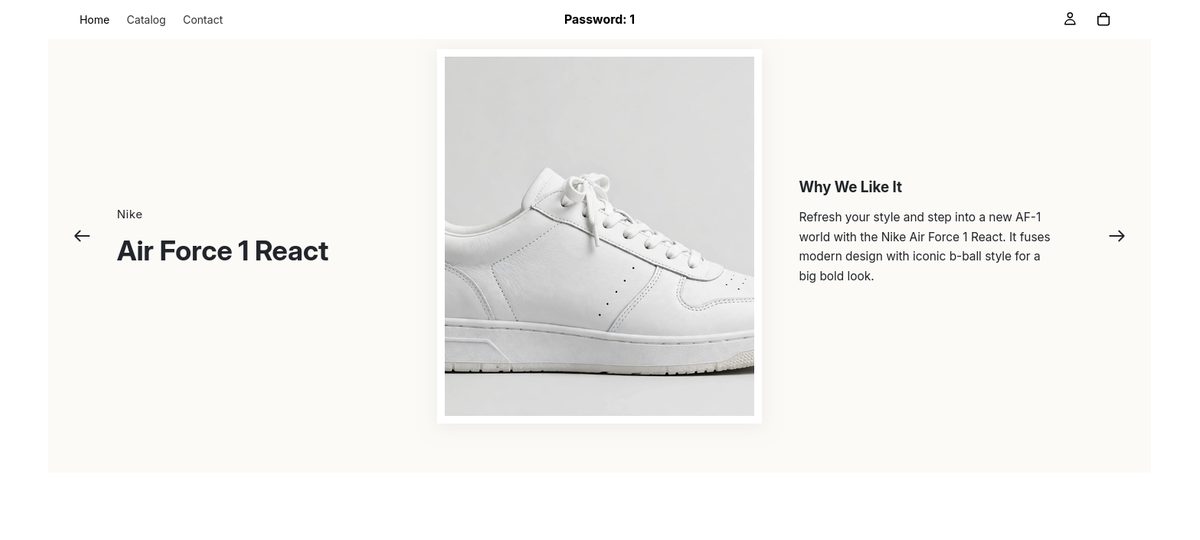 Home Catalog Contact
Password: 1
Nike
Air Force 1 React
Why We Like It
Refresh your style and step into a new AF-1
world with the Nike Air Force 1 React. It fuses
modern design with iconic b-ball style for a
big bold look.